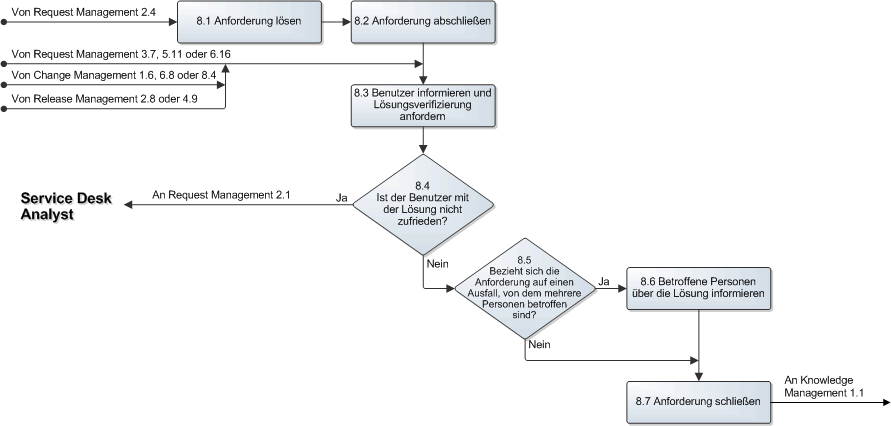 Von Request Management 2.4
8.1 Anforderung lösen
8.2 Anforderung abschließen
Von Request Management 3.7, 5.11 oder 6.16
Von Change Management 1.6, 6.8 oder 8.4
Von Release Management 2.8 oder 4.9
8.3 Benutzer informieren und
Lösungsverifizierung
anfordern
8.4
Ist der Benutzer mit
der Lösung nicht
zufrieden?
Ja
An Request Management 2.1
Service Desk
Analyst
Nein
8.5
Bezieht sich die
Anforderung auf einen
Ausfall, von dem mehrere
Personen betroffen
sind?
Ja
8.6 Betroffene Personen
über die Lösung informieren
Nein
8.7 Anforderung schließen
An Knowledge
Management 1.1